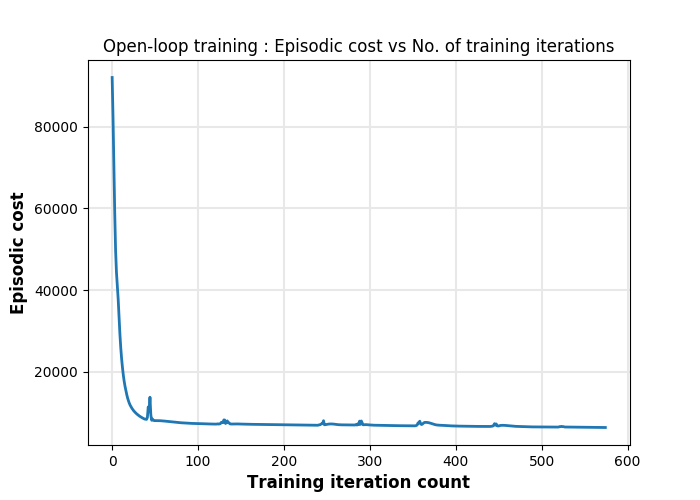 Open-loop training : Episodic cost vs No. of training iterations
80000
60000
40000
20000
Episodic cost
0 100 200 300 400 500 600
Training iteration count